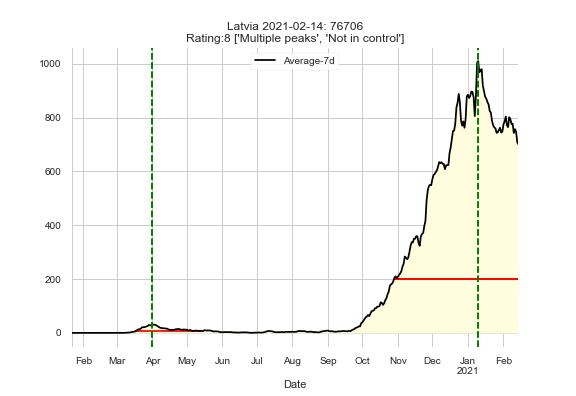 Latvia 2021-02-14: 76706
Rating:8 ['Multiple peaks', 'Not in control']
Average-7d
1000
800
600
400
200
0
Feb Mar Apr May Jun Jul Aug Sep Oct Nov Dec Jan Feb
2021
Date